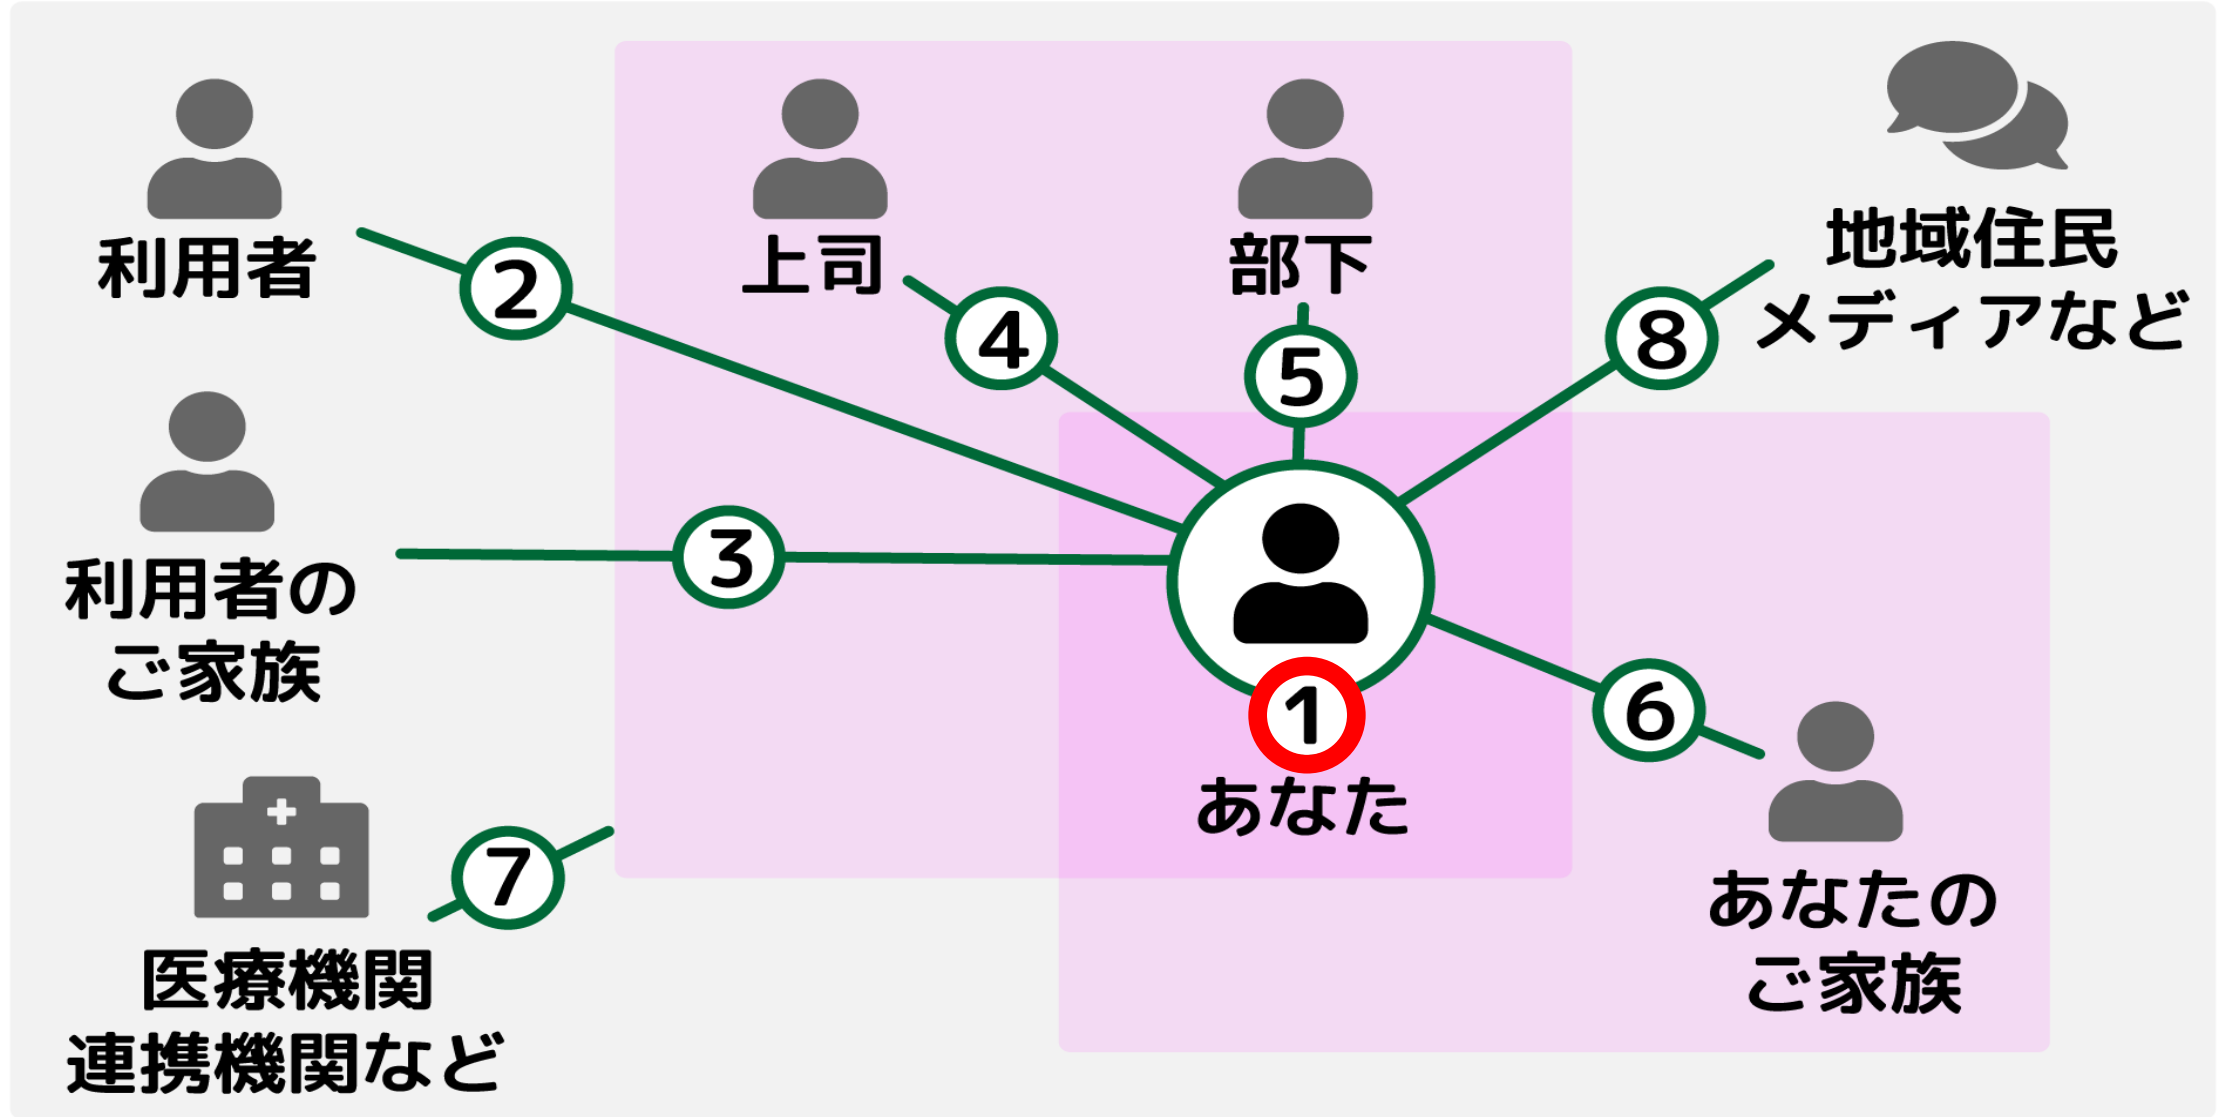 利用者
2
上司
4
部下
5
地域住民
メディアなど
8
利用者の
ご家族
3
1
あなた
6
あなたの
ご家族
7
医療機関
連携機関など